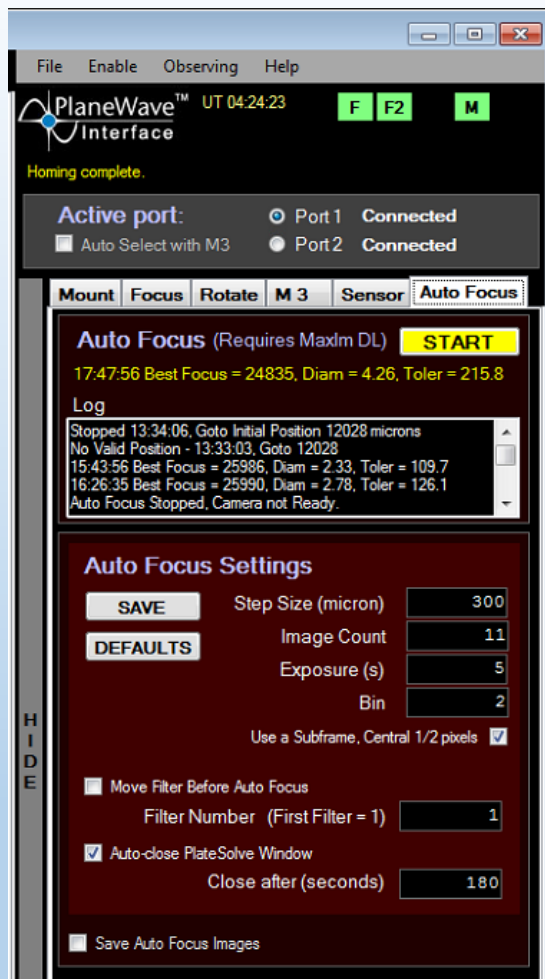 File Enable Observing Help
PlaneWave™ UT 04:24:23 F F2 M
Interface
Homing complete.
Active port: Port 1 Connected
Auto Select with M3 Port 2 Connected
Mount Focus Rotate M 3 Sensor Auto Focus
Auto Focus (Requires MaxIm DL) START
17:47:56 Best Focus = 24835, Diam = 4.26, Toler = 215.8
Log
Stopped 13:34:06, Goto Initial Position 12028 microns
No Valid Position - 13:33:03, Goto 12028
15:43:56 Best Focus = 25986, Diam = 2.33, Toler = 109.7
16:26:35 Best Focus = 25990, Diam = 2.78, Toler = 126.1
Auto Focus Stopped, Camera not Ready.
Auto Focus Settings
SAVE Step Size (micron) 300
DEFAULTS Image Count 11
Exposure (s) 5
Bin 2
Use a Subframe, Central 1/2 pixels
HIDE
Move Filter Before Auto Focus
Filter Number (First Filter = 1) 1
Auto-close PlateSolve Window
Close after (seconds) 180
Save Auto Focus Images